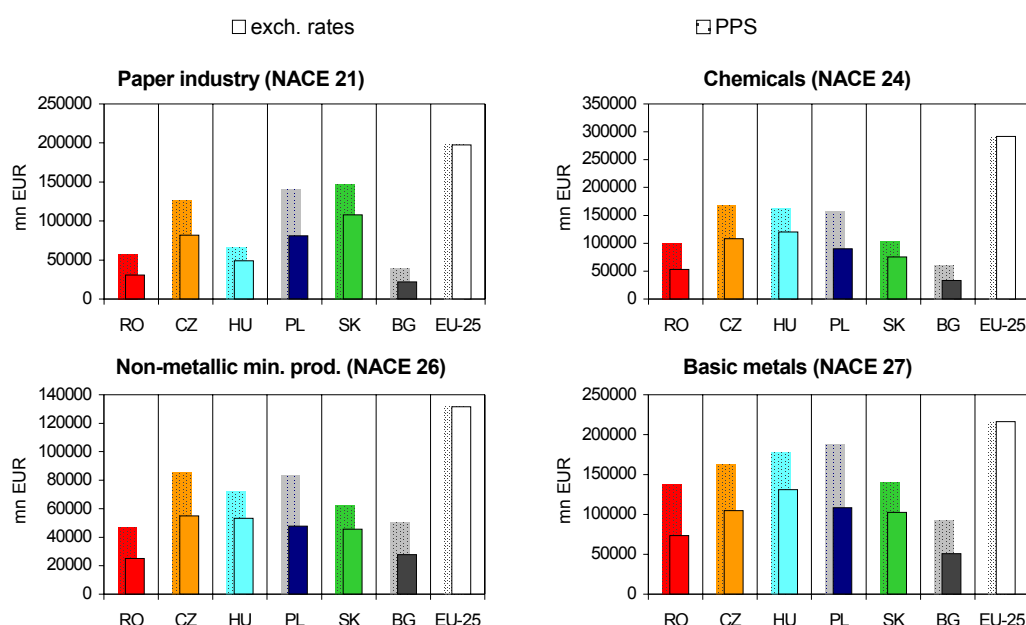 exch. rates PPS
Paper industry (NACE 21)
250000
200000
150000
100000
50000
0
mn EUR
RO CZ HU PL SK BG EU-25
Chemicals (NACE 24)
350000
300000
250000
200000
150000
100000
50000
0
mn EUR
RO CZ HU PL SK BG EU-25
Non-metallic min. prod. (NACE 26)
140000
120000
100000
80000
60000
40000
20000
0
mn EUR
RO CZ HU PL SK BG EU-25
Basic metals (NACE 27)
250000
200000
150000
100000
50000
0
mn EUR
RO CZ HU PL SK BG EU-25